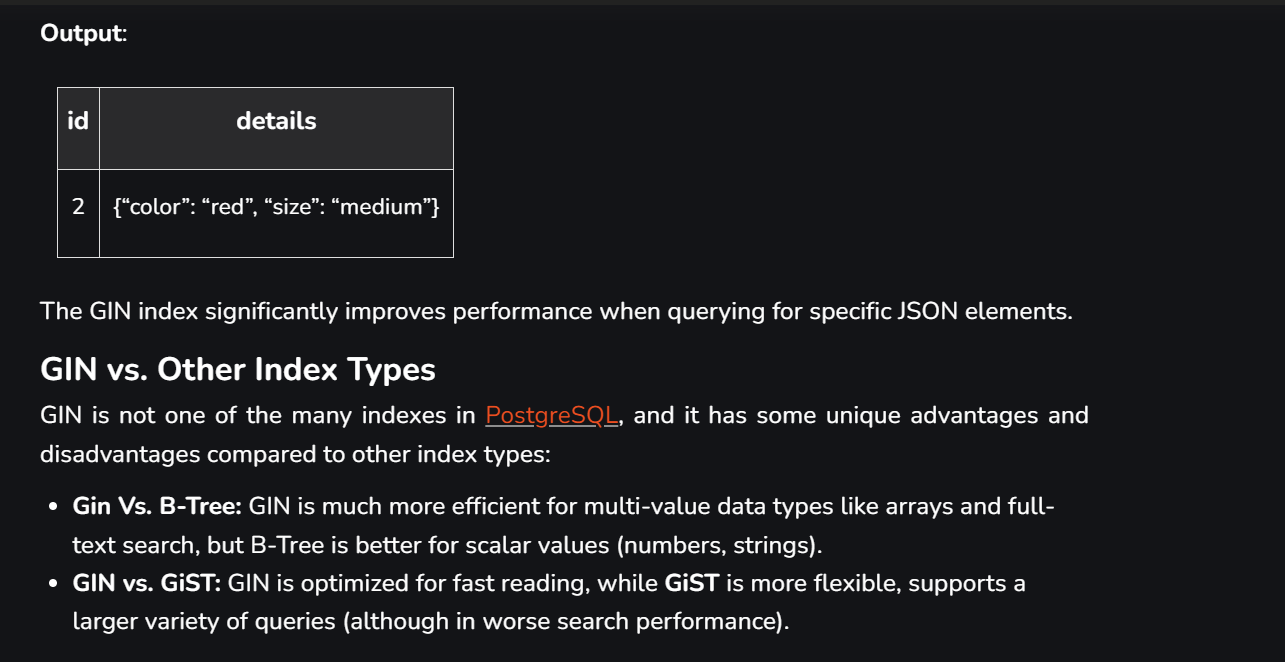 Output:
id details
2 {“color”: “red”, “size”: “medium”}
The GIN index significantly improves performance when querying for specific JSON elements.
GIN vs. Other Index Types
GIN is not one of the many indexes in PostgreSQL, and it has some unique advantages and
disadvantages compared to other index types:
• Gin Vs. B-Tree: GIN is much more efficient for multi-value data types like arrays and full-
text search, but B-Tree is better for scalar values (numbers, strings).
• GIN vs. GiST: GIN is optimized for fast reading, while GiST is more flexible, supports a
larger variety of queries (although in worse search performance).